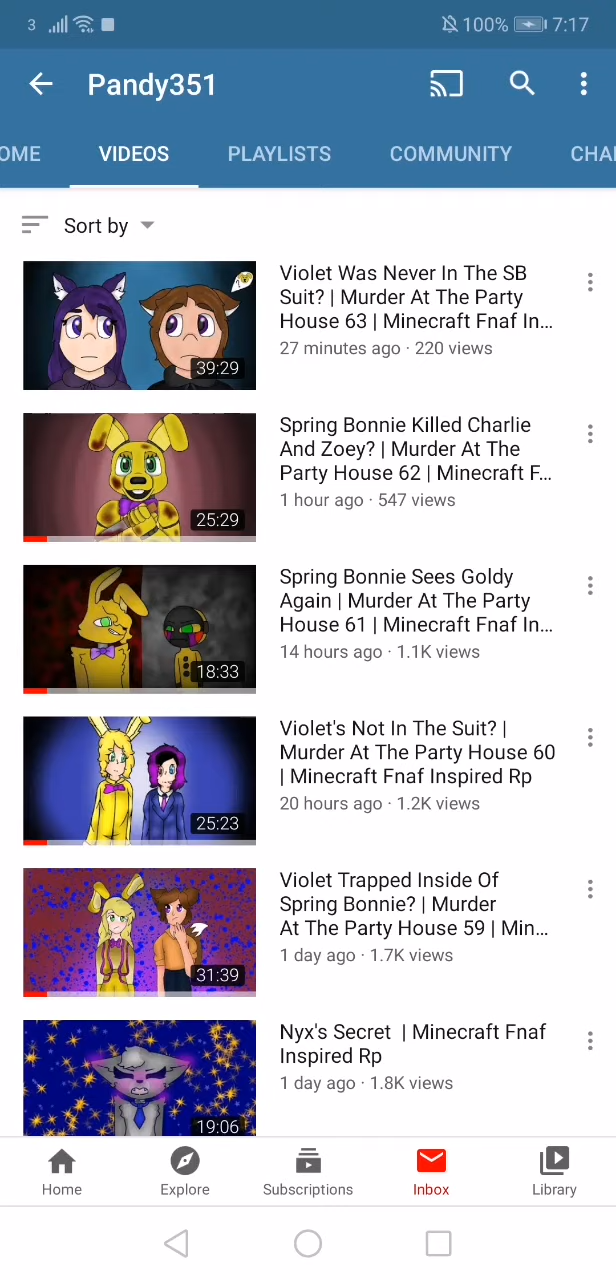 3 100% 7:17
Pandy351
OME VIDEOS PLAYLISTS COMMUNITY CHA
Sort by
Violet Was Never In The SB
Suit? | Murder At The Party
House 63 | Minecraft Fnaf In...
27 minutes ago · 220 views
39:29
Spring Bonnie Killed Charlie
And Zoey? | Murder At The
Party House 62 | Minecraft F...
1 hour ago · 547 views
25:29
Spring Bonnie Sees Goldy
Again | Murder At The Party
House 61 | Minecraft Fnaf In...
14 hours ago · 1.1K views
18:33
Violet's Not In The Suit? |
Murder At The Party House 60
| Minecraft Fnaf Inspired Rp
20 hours ago · 1.2K views
25:23
Violet Trapped Inside Of
Spring Bonnie? | Murder
At The Party House 59 | Min...
1 day ago · 1.7K views
31:39
Nyx's Secret | Minecraft Fnaf
Inspired Rp
1 day ago · 1.8K views
19:06
Home Explore Subscriptions Inbox Library